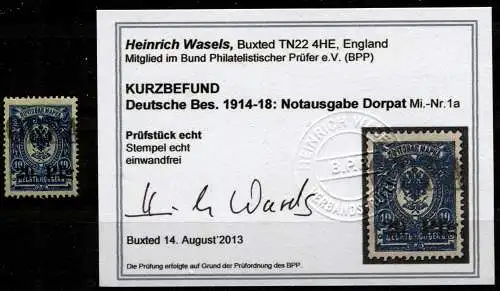 Heinrich Wasels, Buxted TN22 4HE, England
Mitglied im Bund Philatelistischer Prüfer e.V. (BPP)
KURZBEFUND
Deutsche Bes. 1914-18: Notausgabe Dorpat Mi.-Nr.1a
Prüfstück echt
Stempel echt
einwandfrei
HEINRICH
B.P.P.
Buxted 14. August'2013
Die Prüfung erfolgte auf Grund der Prüfordnung des BPP.